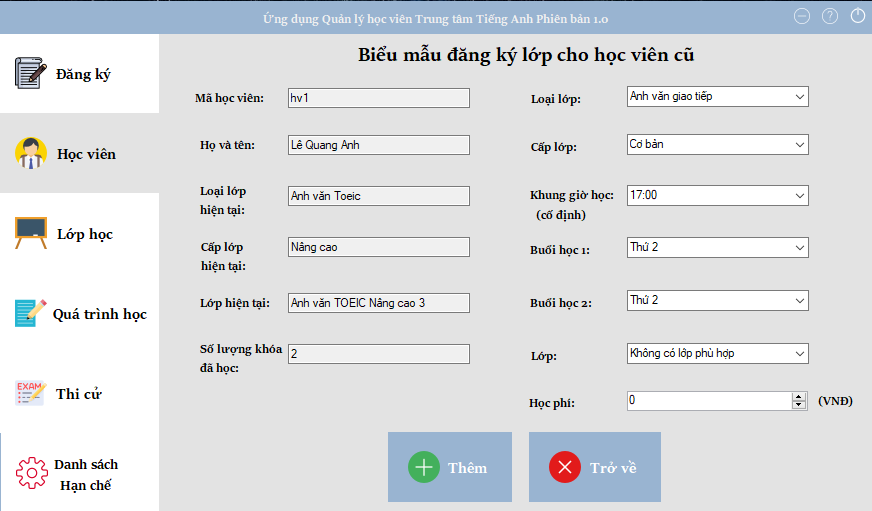 Ứng dụng Quản lý học viên Trung tâm Tiếng Anh Phiên bản 1.0
?
Đăng ký
Học viên
Lớp học
Quá trình học
EXAM
Thi cử
Danh sách
Hạn chế
Biểu mẫu đăng ký lớp cho học viên cũ
Mã học viên:
hv1
Họ và tên:
Lê Quang Anh
Loại lớp
hiện tại:
Anh văn Toeic
Cấp lớp
hiện tại:
Nâng cao
Lớp hiện tại:
Anh văn TOEIC Nâng cao 3
Số lượng khóa
đã học:
2
Loại lớp:
Anh văn giao tiếp
Cấp lớp:
Cơ bản
Khung giờ học:
(cố định)
17:00
Buổi học 1:
Thứ 2
Buổi học 2:
Thứ 2
Lớp:
Không có lớp phù hợp
Học phí:
0
(VNĐ)
Thêm
Trở về